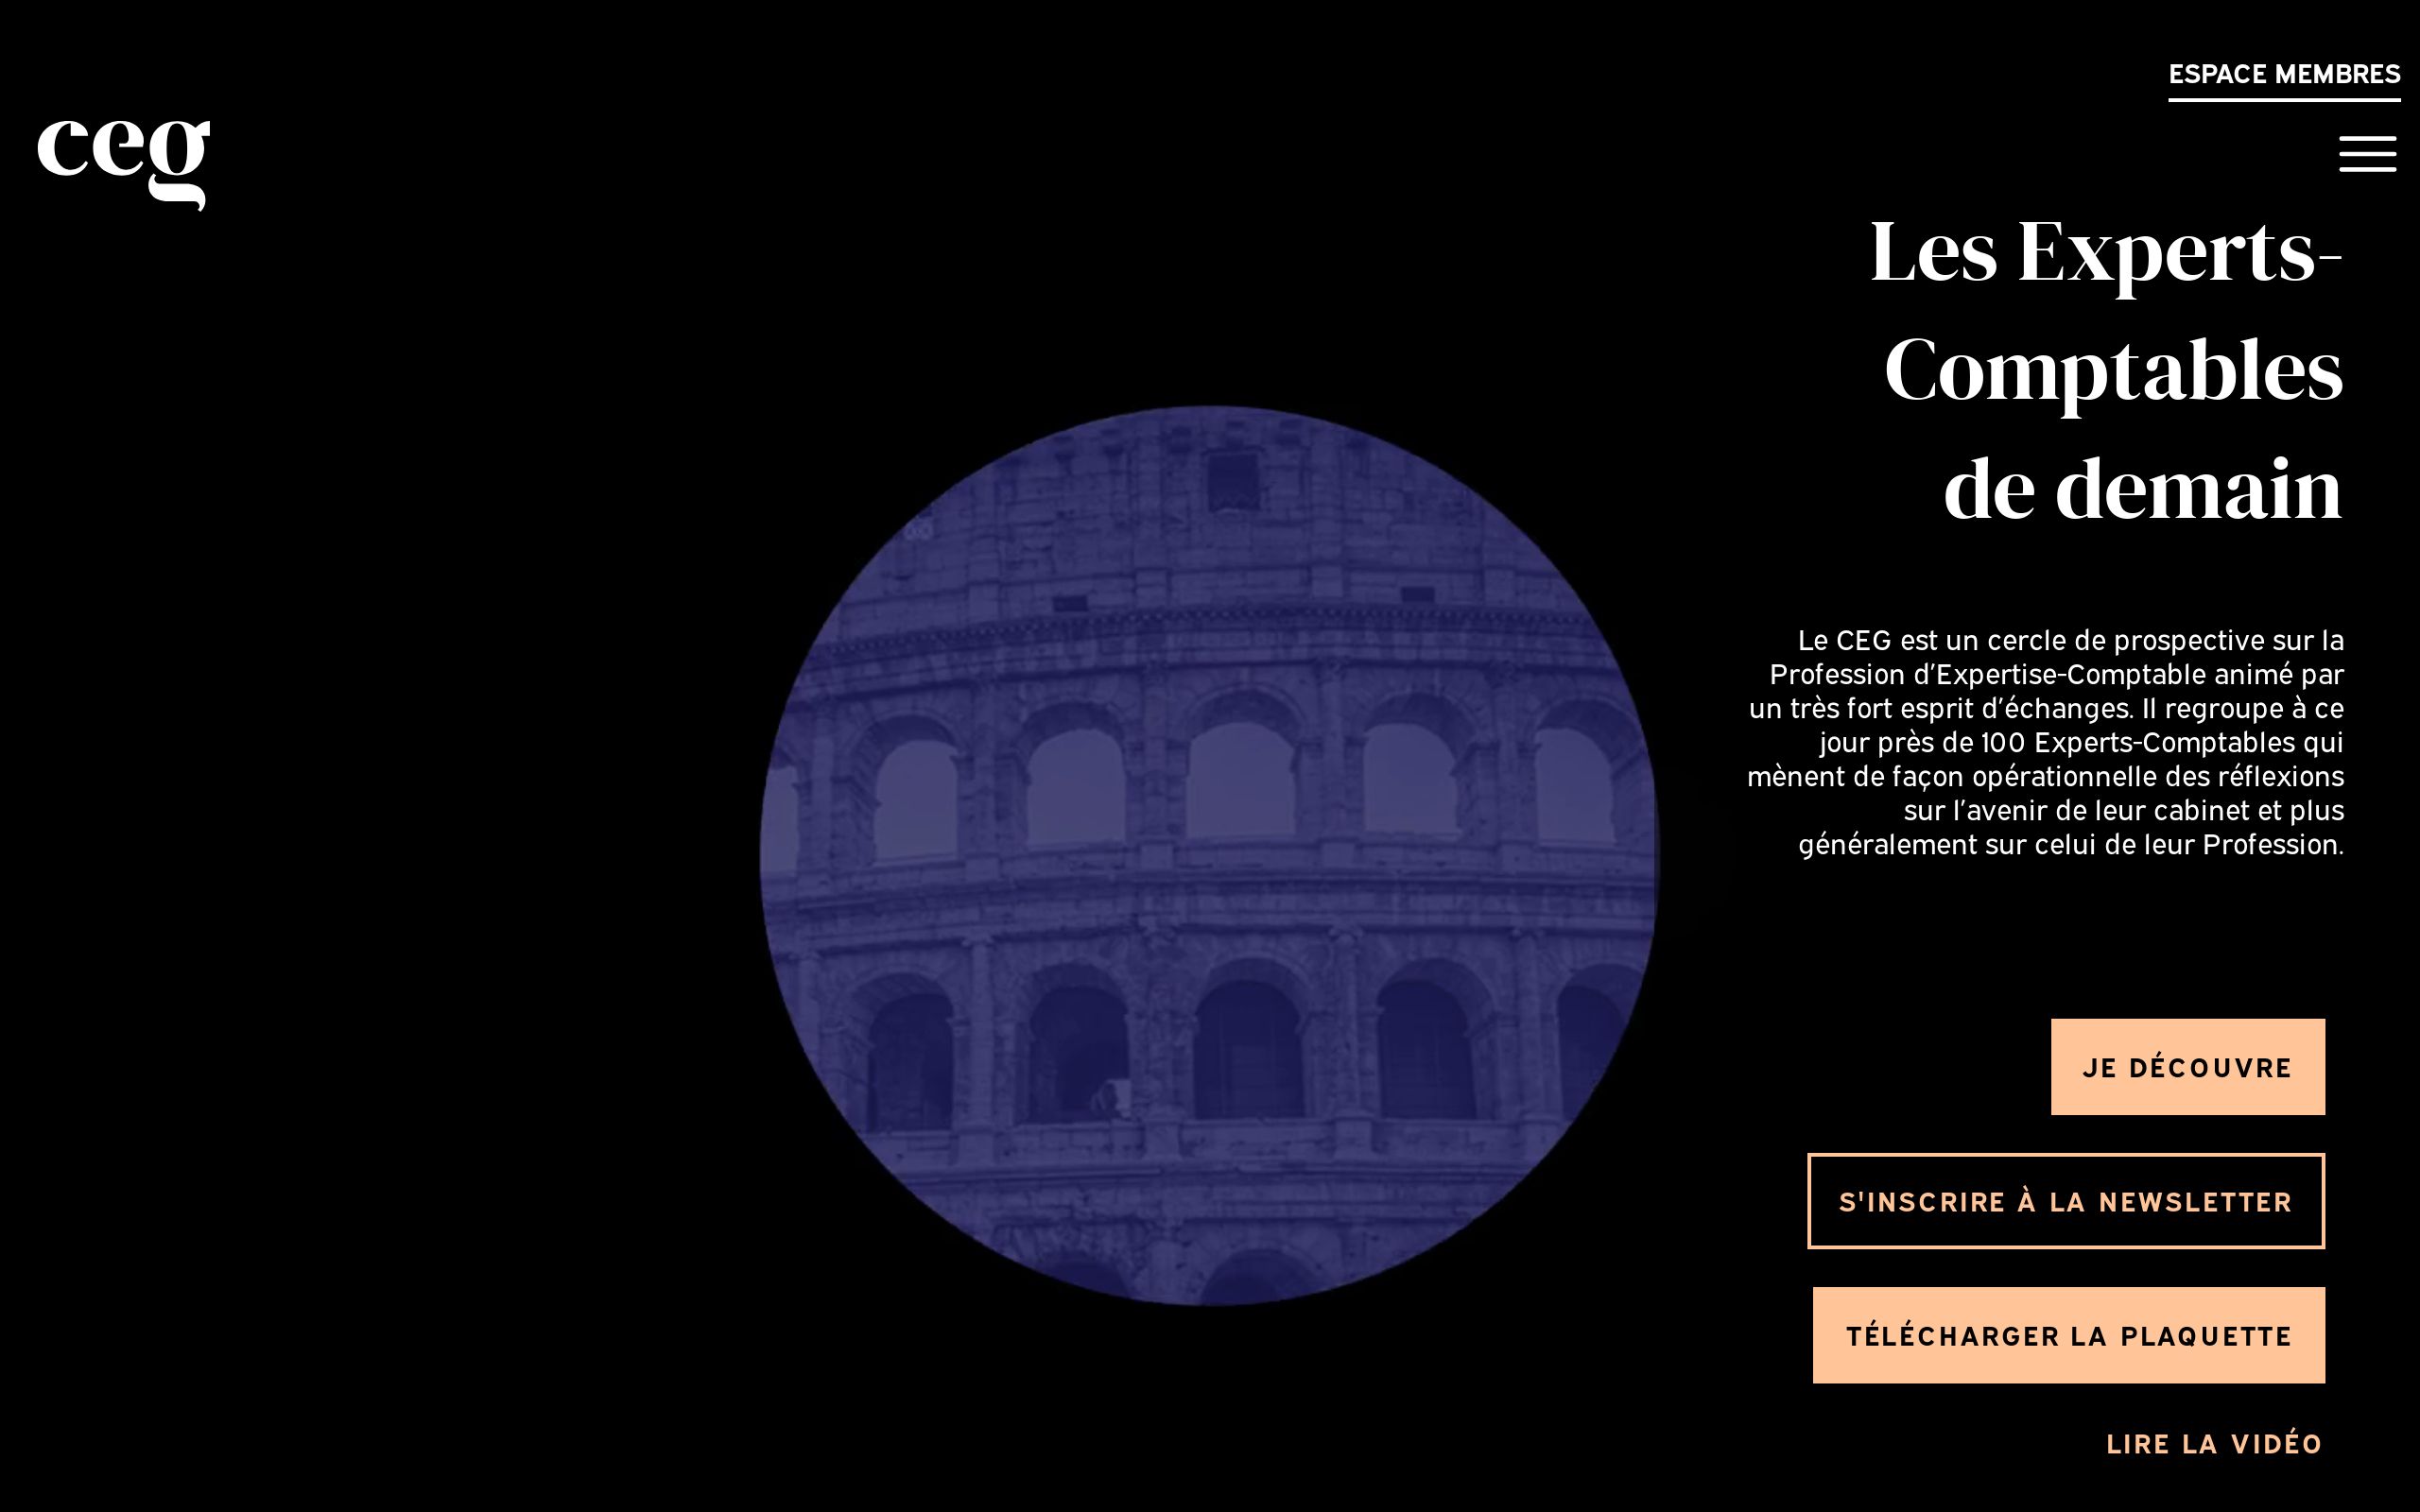 ESPACE MEMBRES
ceg
Les Experts-
Comptables
de demain
Le CEG est un cercle de prospective sur la
Profession d’Expertise-Comptable animé par
un très fort esprit d’échanges. Il regroupe à ce
jour près de 100 Experts-Comptables qui
mènent de façon opérationnelle des réflexions
sur l’avenir de leur cabinet et plus
généralement sur celui de leur Profession.
JE DÉCOUVRE
S'INSCRIRE À LA NEWSLETTER
TÉLÉCHARGER LA PLAQUETTE
LIRE LA VIDÉO